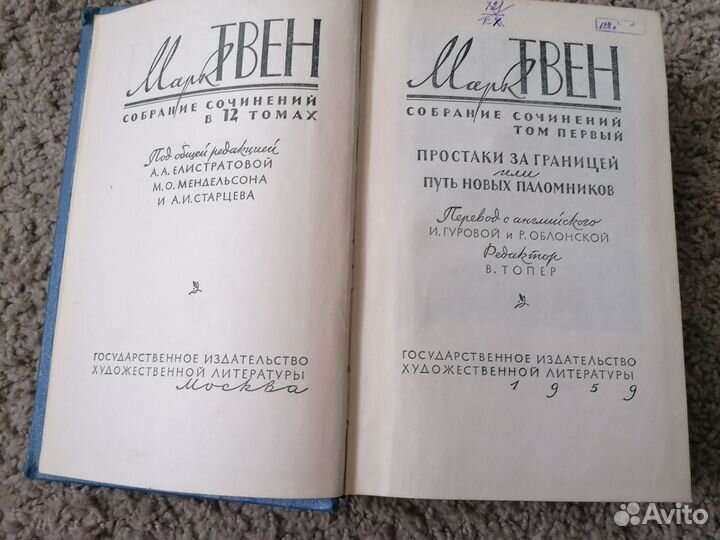 Марк ТВЕН
СОБРАНИЕ СОЧИНЕНИЙ
В 12 ТОМАХ
Под общей редакцией
А. А. ЕЛИСТРАТОВОЙ
М. О. МЕНДЕЛЬСОНА
И А. И. СТАРЦЕВА
ГОСУДАРСТВЕННОЕ ИЗДАТЕЛЬСТВО
ХУДОЖЕСТВЕННОЙ ЛИТЕРАТУРЫ
Москва
Марк ТВЕН
СОБРАНИЕ СОЧИНЕНИЙ
ТОМ ПЕРВЫЙ
ПРОСТАКИ ЗА ГРАНИЦЕЙ
или
ПУТЬ НОВЫХ ПАЛОМНИКОВ
Перевод с английского
И. ГУРОВОЙ и Р. ОБЛОНСКОЙ
Редактор
В. ТОПЕР
ГОСУДАРСТВЕННОЕ ИЗДАТЕЛЬСТВО
ХУДОЖЕСТВЕННОЙ ЛИТЕРАТУРЫ
1959
Avito